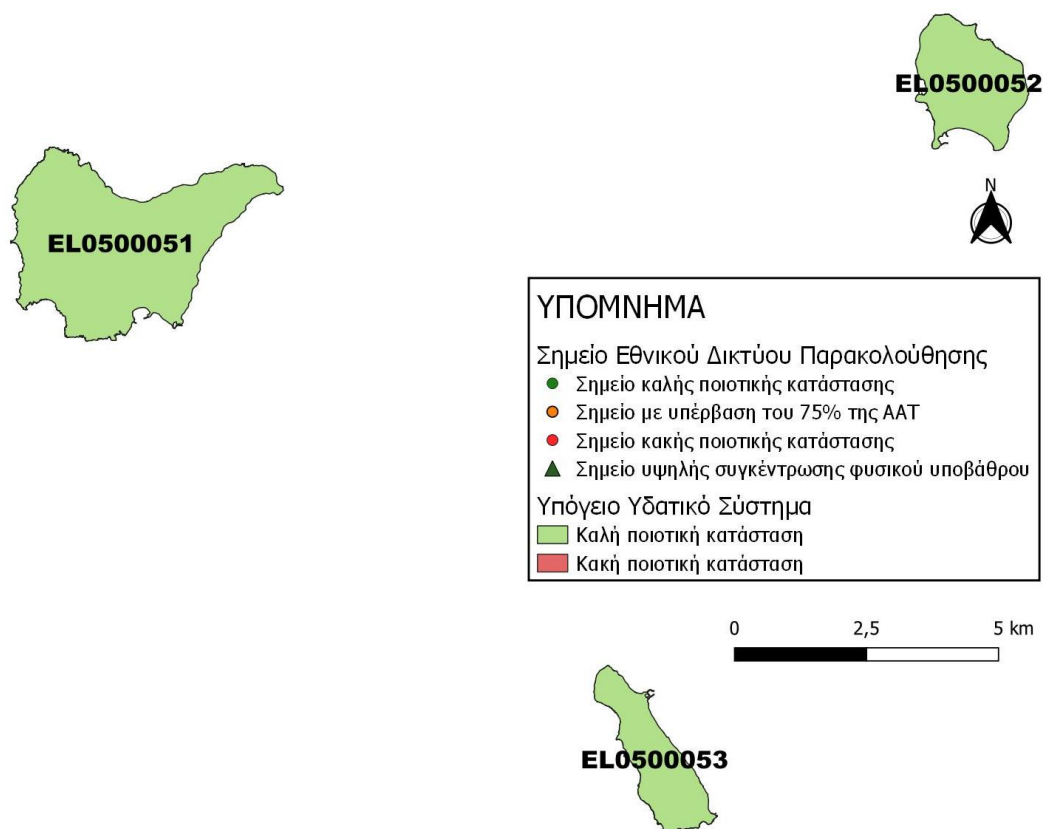 EL0500052
EL0500051
N
ΥΠΟΜΝΗΜΑ
Σημείο Εθνικού Δικτύου Παρακολούθησης
Σημείο καλής ποιοτικής κατάστασης
Σημείο με υπέρβαση του 75% της ΑΑΤ
Σημείο κακής ποιοτικής κατάστασης
Σημείο υψηλής συγκέντρωσης φυσικού υποβάθρου
Υπόγειο Υδατικό Σύστημα
Καλή ποιοτική κατάσταση
Κακή ποιοτική κατάσταση
0 2,5 5 km
EL0500053